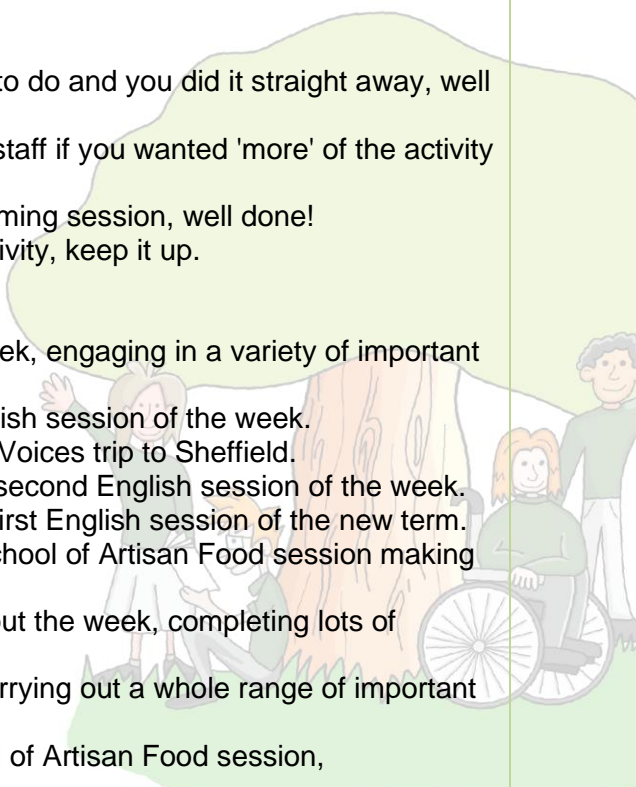 to do and you did it straight away, well
staff if you wanted 'more' of the activity
ming session, well done!
ivity, keep it up.
ek, engaging in a variety of important
lish session of the week.
Voices trip to Sheffield.
second English session of the week.
irst English session of the new term.
chool of Artisan Food session making
out the week, completing lots of
rrying out a whole range of important
of Artisan Food session,